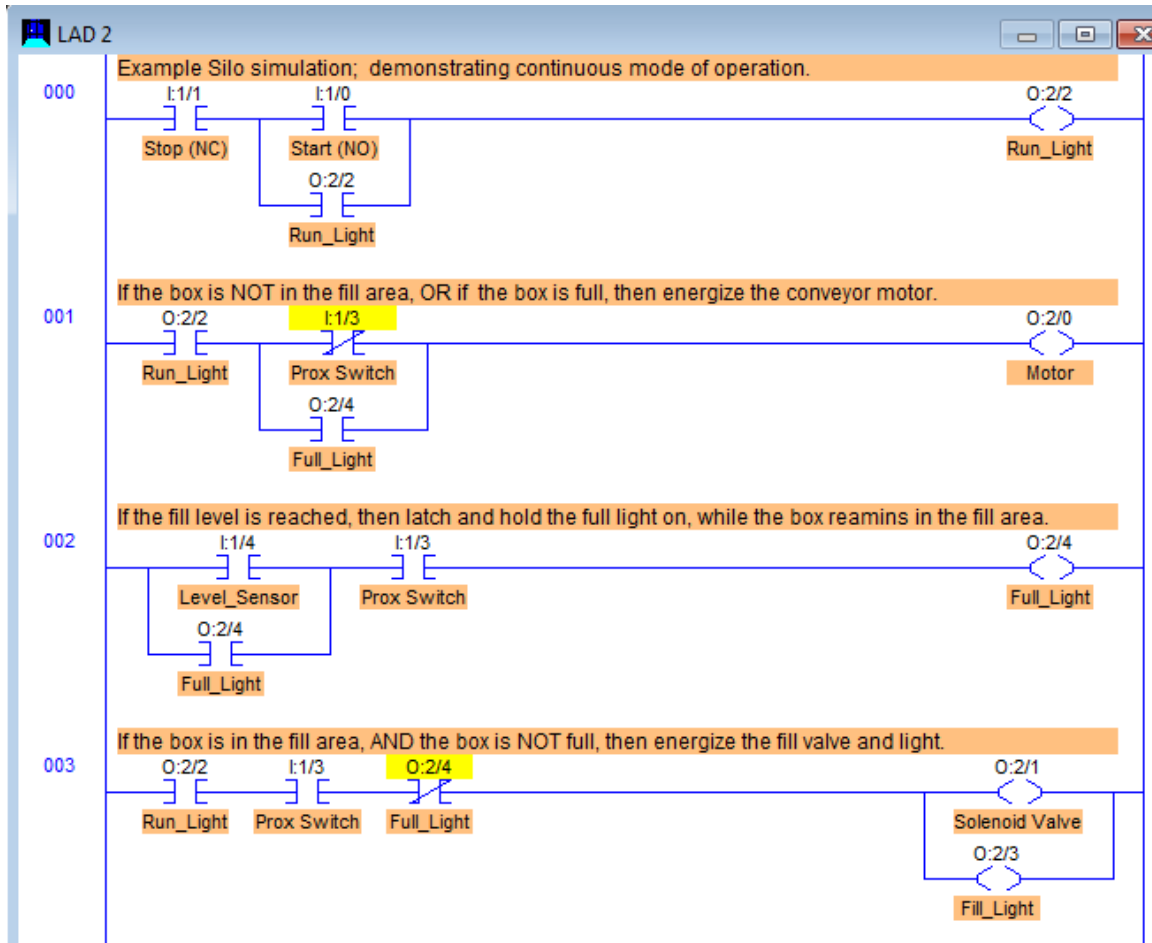 LAD 2
Example Silo simulation; demonstrating continuous mode of operation.
000
I:1/1 I:1/0 O:2/2
Stop (NC) Start (NO) Run_Light
O:2/2
Run_Light
If the box is NOT in the fill area, OR if the box is full, then energize the conveyor motor.
001
O:2/2 I:1/3 O:2/0
Run_Light Prox Switch Motor
O:2/4
Full_Light
If the fill level is reached, then latch and hold the full light on, while the box reamins in the fill area.
002
I:1/4 I:1/3 O:2/4
Level_Sensor Prox Switch Full_Light
O:2/4
Full_Light
If the box is in the fill area, AND the box is NOT full, then energize the fill valve and light.
003
O:2/2 I:1/3 O:2/4 O:2/1
Run_Light Prox Switch Full_Light Solenoid Valve
O:2/3
Fill_Light